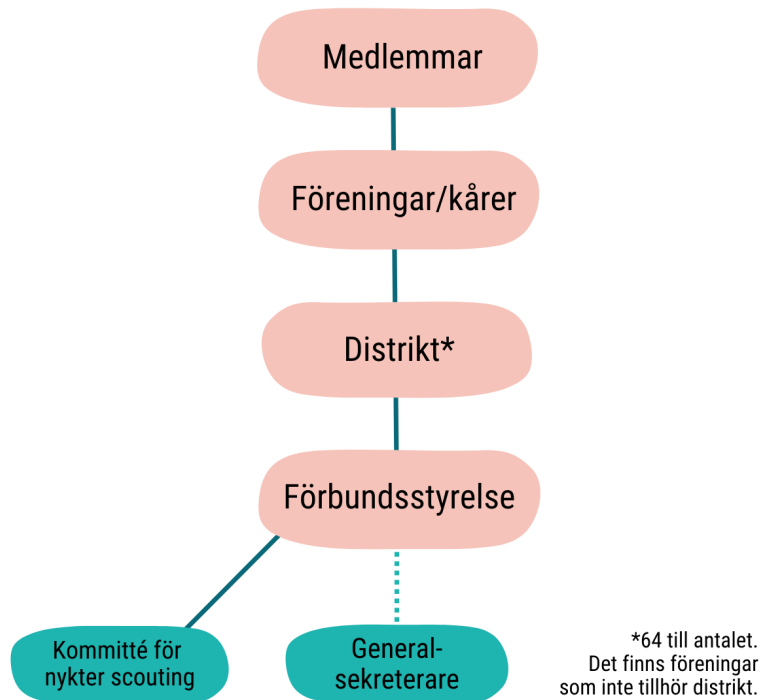 Medlemmar
Föreningar/kårer
Distrikt*
Förbundsstyrelse
Kommitté för
nykter scouting
General-
sekreterare
*64 till antalet.
Det finns föreningar
som inte tillhör distrikt.